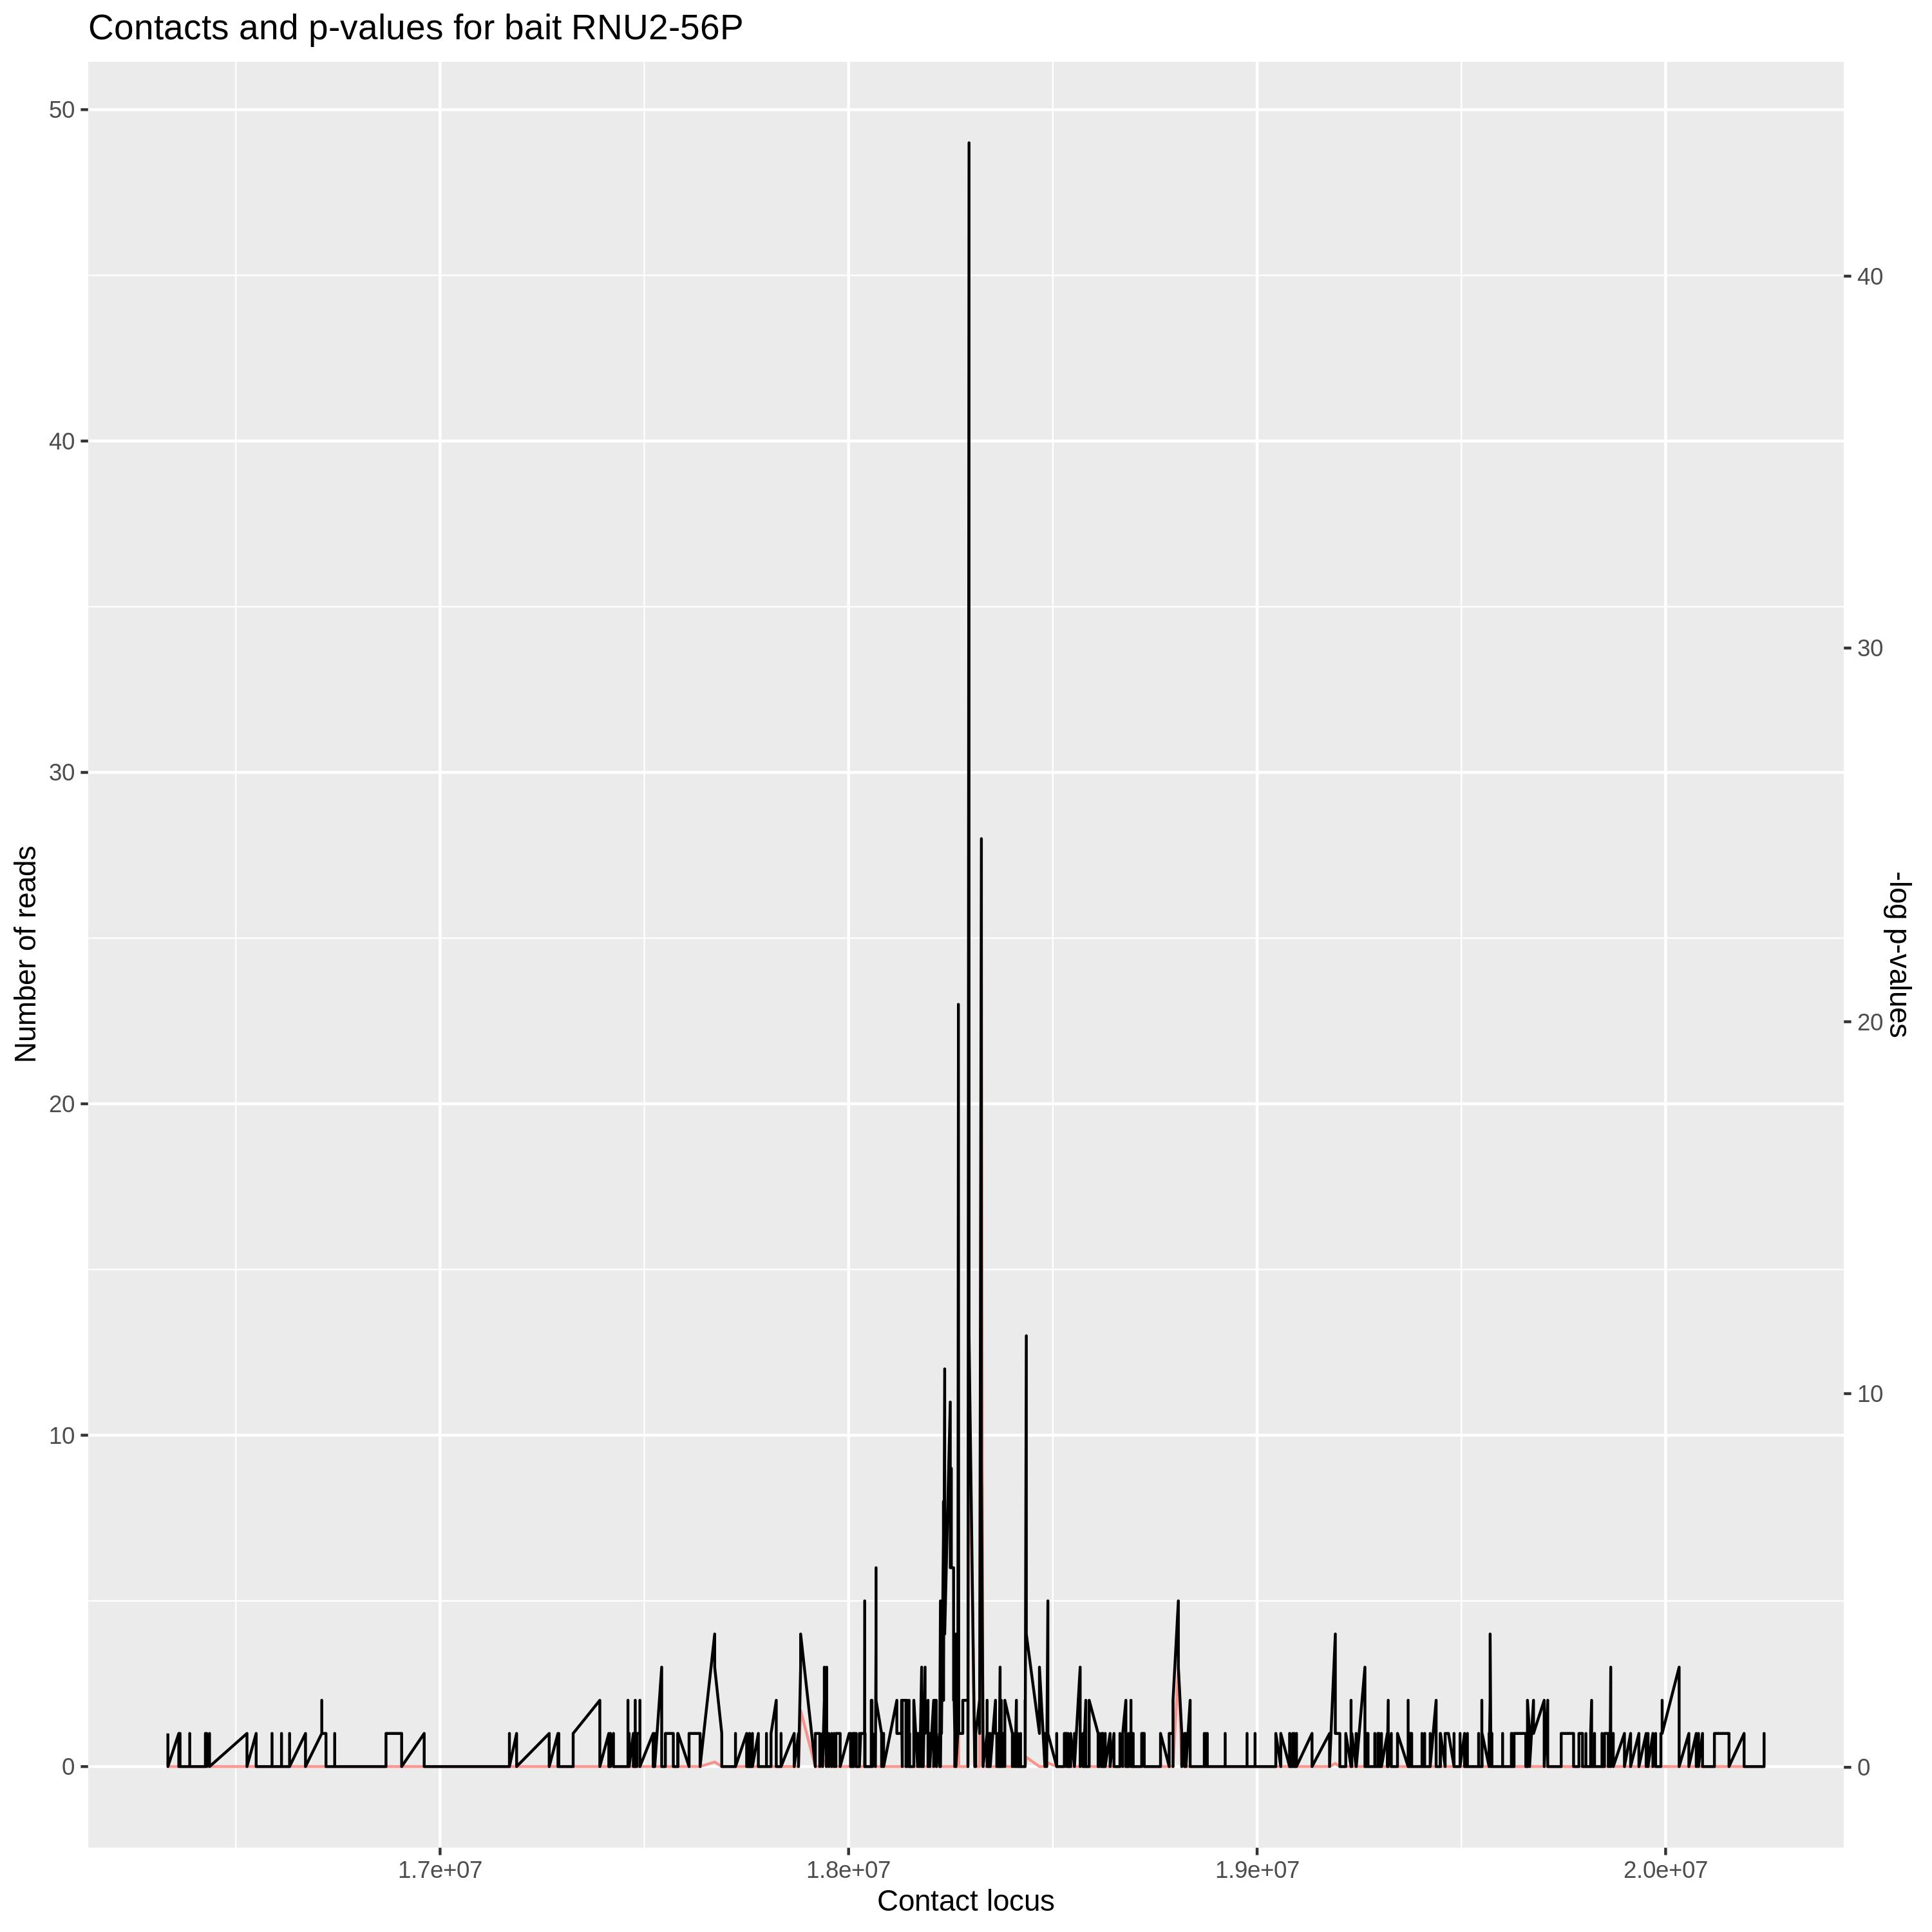 Contacts and p-values for bait RNU2-56P
50
40
30
20
10
0
Number of reads
40
30
20
10
0
-log p-values
1.7e+07 1.8e+07 1.9e+07 2.0e+07
Contact locus